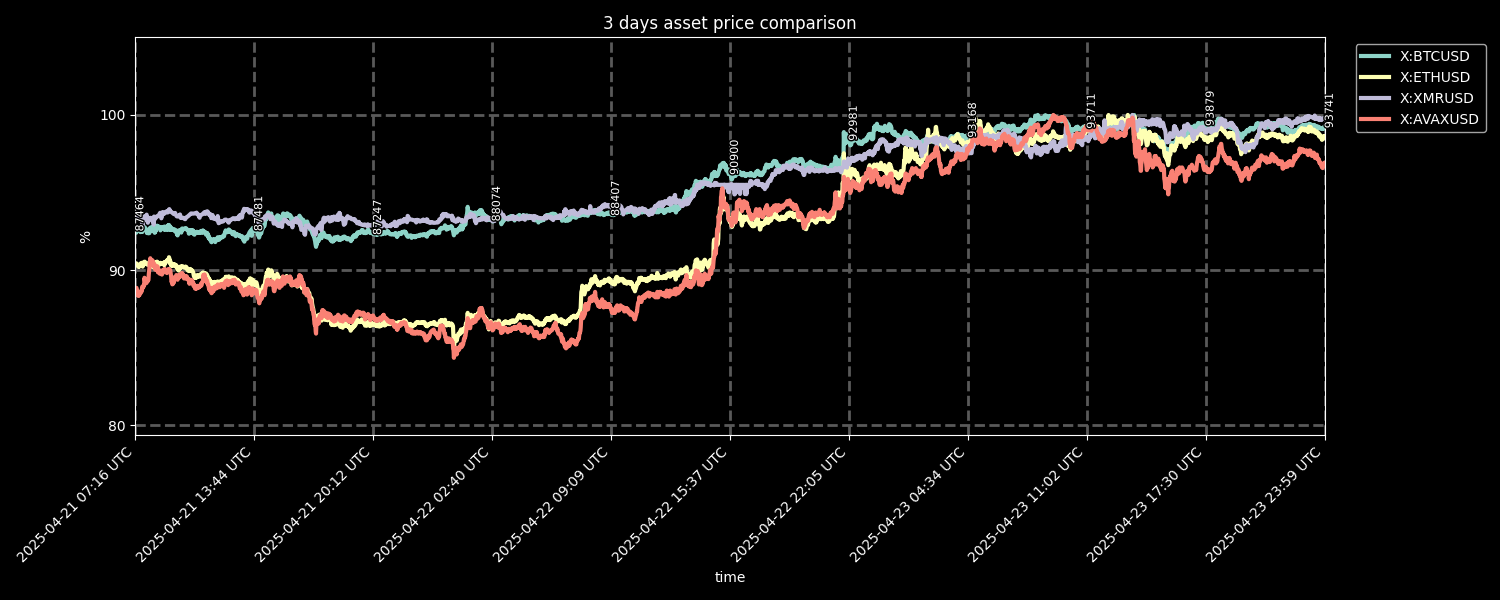 3 days asset price comparison
X:BTCUSD
X:ETHUSD
X:XMRUSD
X:AVAXUSD
%
100
90
80
87464
87481
87247
88074
88407
90900
92981
93168
93711
93879
93741
2025-04-21 07:16 UTC
2025-04-21 13:44 UTC
2025-04-21 20:12 UTC
2025-04-22 02:40 UTC
2025-04-22 09:09 UTC
2025-04-22 15:37 UTC
2025-04-22 22:05 UTC
2025-04-23 04:34 UTC
2025-04-23 11:02 UTC
2025-04-23 17:30 UTC
2025-04-23 23:59 UTC
time